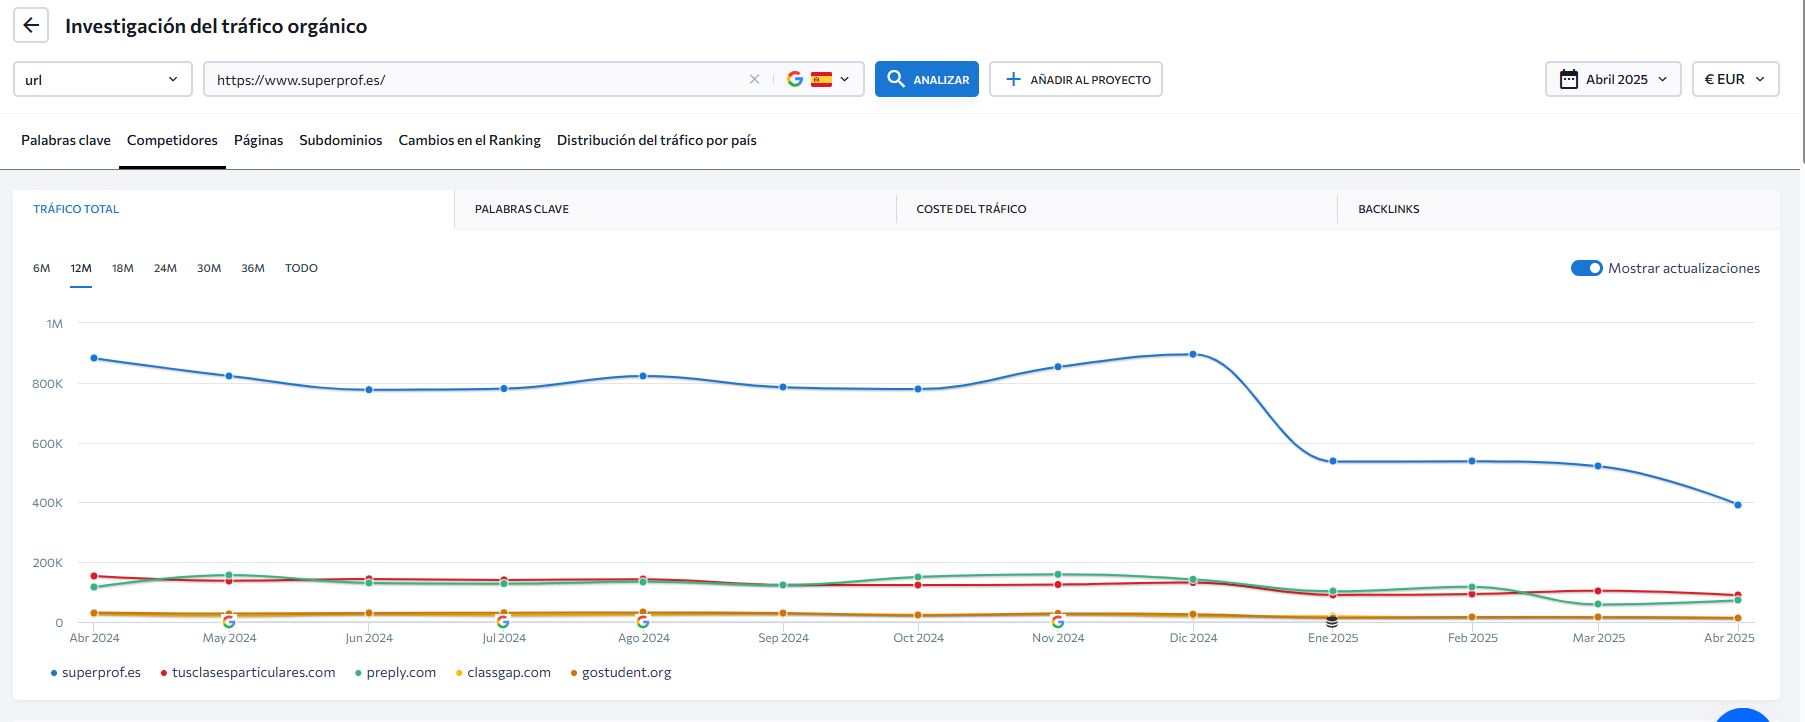 Investigación del tráfico orgánico
url https://www.superprof.es/ ANALIZAR AÑADIR AL PROYECTO Abril 2025 € EUR
Palabras clave Competidores Páginas Subdominios Cambios en el Ranking Distribución del tráfico por país
TRÁFICO TOTAL PALABRAS CLAVE COSTE DEL TRÁFICO BACKLINKS
6M 12M 18M 24M 30M 36M TODO Mostrar actualizaciones
1M
800K
600K
400K
200K
0
Abr 2024 May 2024 Jun 2024 Jul 2024 Ago 2024 Sep 2024 Oct 2024 Nov 2024 Dic 2024 Ene 2025 Feb 2025 Mar 2025 Abr 2025
superprof.es tusclasesparticulares.com preply.com classgap.com gostudent.org